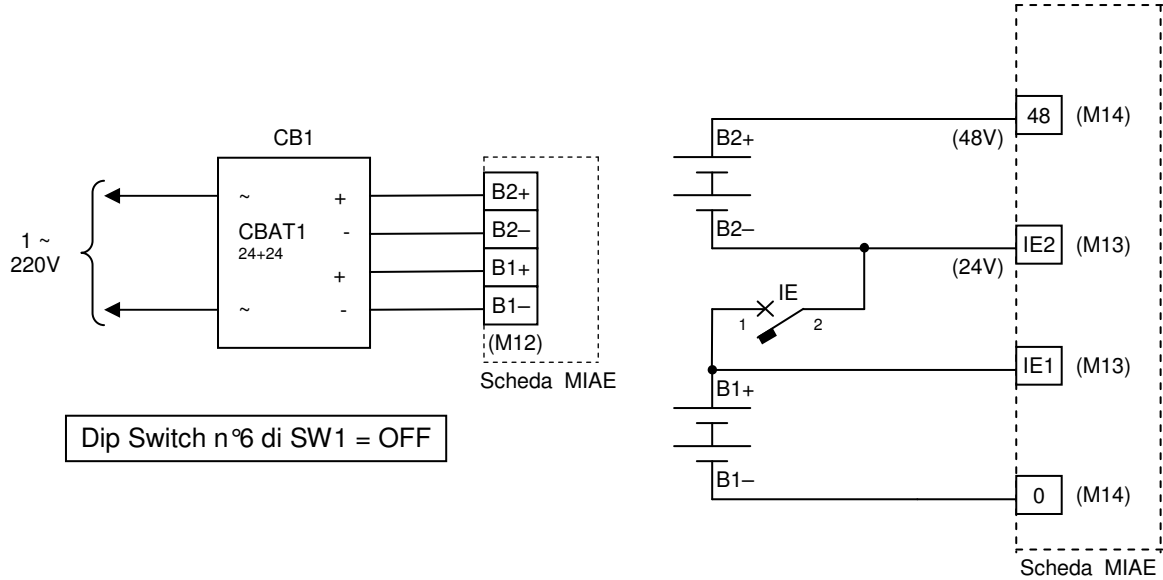 CB1
1 ~
220V
~
+
CBAT1
24+24
-
+
~
-
B2+
B2–
B1+
B1–
(M12)
Scheda MIAE
Dip Switch n°6 di SW1 = OFF
B2+
(48V)
48 (M14)
B2–
(24V)
IE2 (M13)
IE
1 2
IE1 (M13)
B1+
B1–
0 (M14)
Scheda MIAE